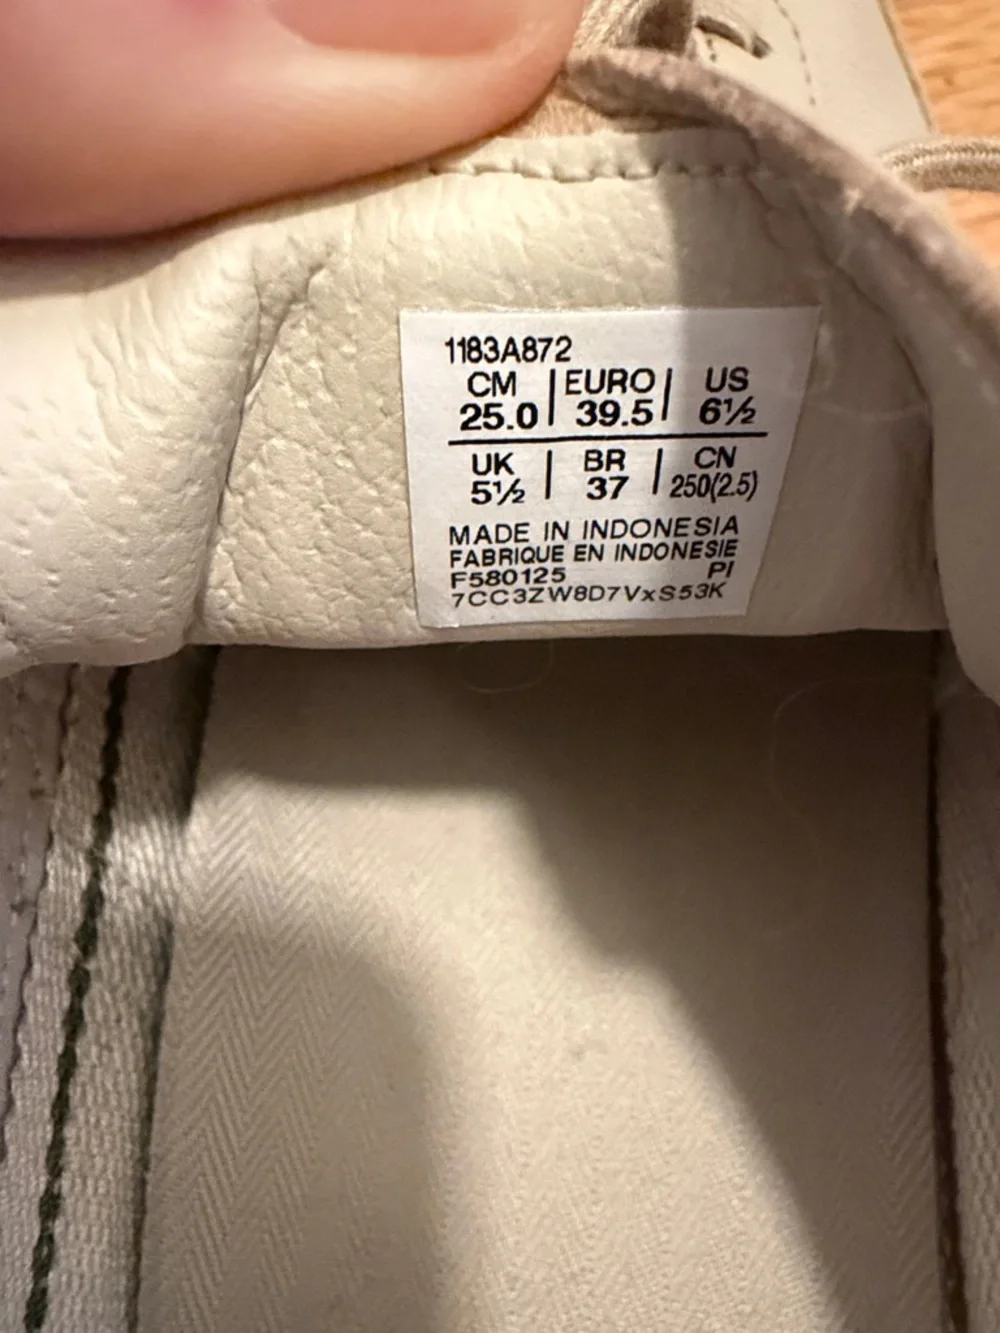 1183A872
CM | EURO | US
25.0 | 39.5 | 6½
UK | BR | CN
5½ | 37 | 250(2.5)
MADE IN INDONESIA
FABRIQUE EN INDONESIE
F580125 PI
7CC3ZW8D7VxS53K